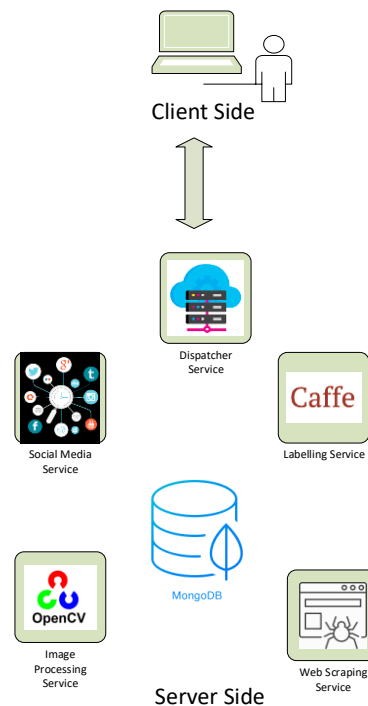 Client Side
Dispatcher
Service
Social Media
Service
Caffe
Labelling Service
MongoDB
OpenCV
Image
Processing
Service
Web Scraping
Service
Server Side